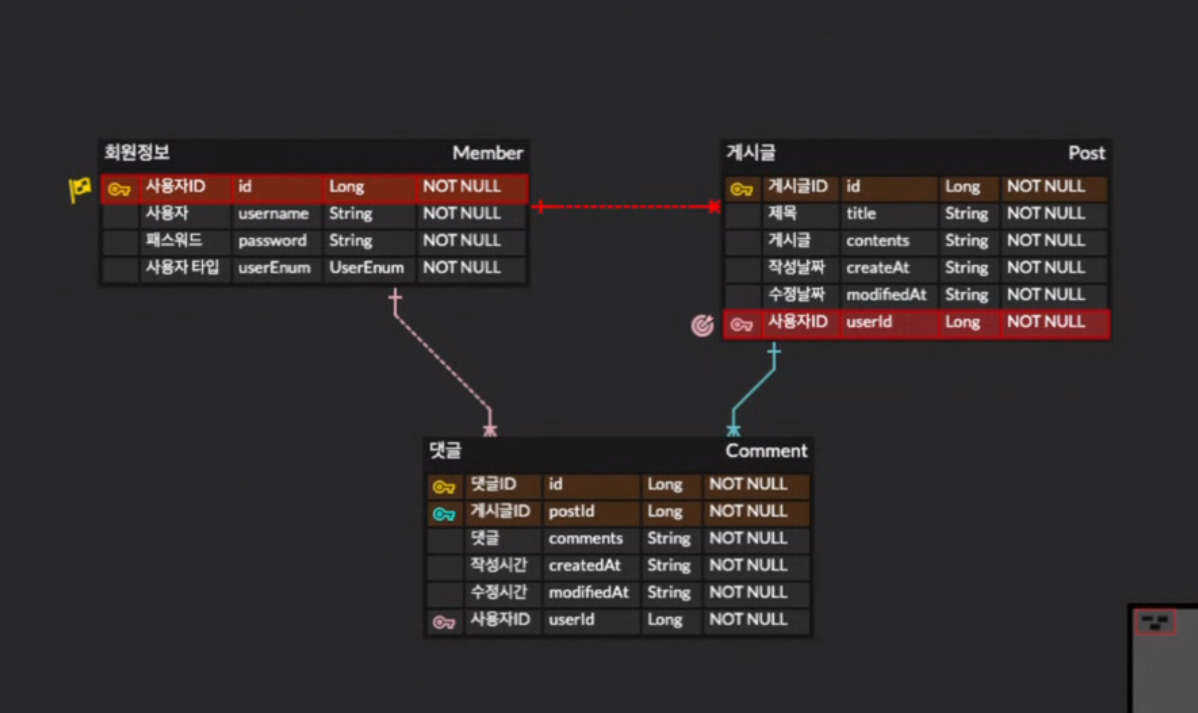 회원정보 Member
사용자ID id Long NOT NULL
사용자 username String NOT NULL
패스워드 password String NOT NULL
사용자 타입 userEnum UserEnum NOT NULL
게시글 Post
게시글ID id Long NOT NULL
제목 title String NOT NULL
게시글 contents String NOT NULL
작성날짜 createAt String NOT NULL
수정날짜 modifiedAt String NOT NULL
사용자ID userId Long NOT NULL
댓글 Comment
댓글ID id Long NOT NULL
게시글ID postId Long NOT NULL
댓글 comments String NOT NULL
작성시간 createdAt String NOT NULL
수정시간 modifiedAt String NOT NULL
사용자ID userId Long NOT NULL